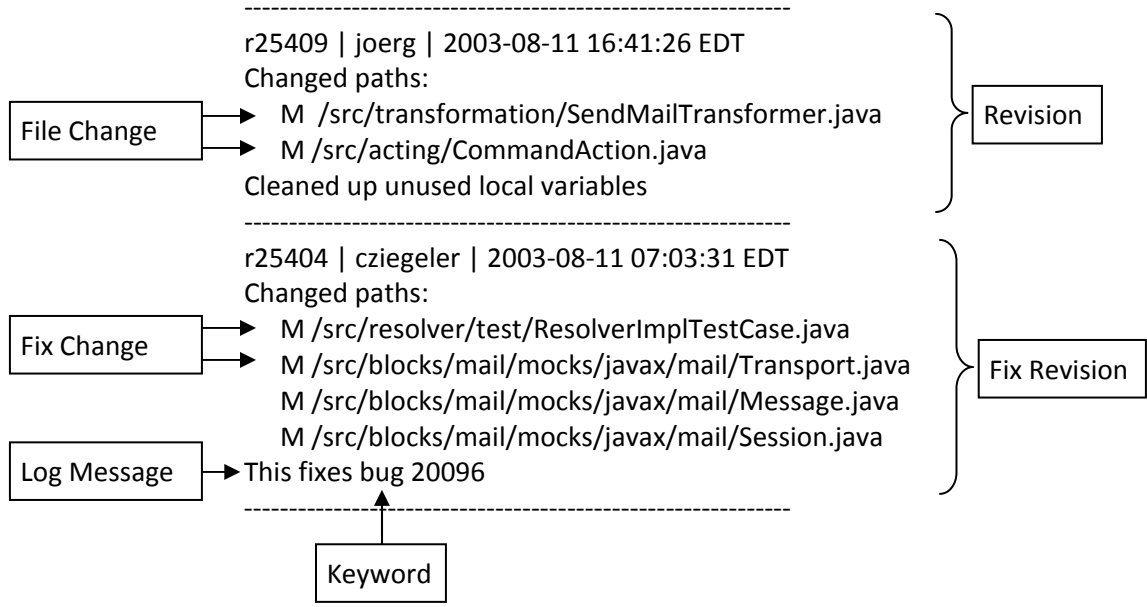 ------------------------------------------------------------
r25409 | joerg | 2003-08-11 16:41:26 EDT
Changed paths:
M /src/transformation/SendMailTransformer.java
File Change
Revision
M /src/acting/CommandAction.java
Cleaned up unused local variables
------------------------------------------------------------
r25404 | cziegeler | 2003-08-11 07:03:31 EDT
Changed paths:
M /src/resolver/test/ResolverImplTestCase.java
Fix Change
M /src/blocks/mail/mocks/javax/mail/Transport.java
Fix Revision
M /src/blocks/mail/mocks/javax/mail/Message.java
M /src/blocks/mail/mocks/javax/mail/Session.java
Log Message
This fixes bug 20096
------------------------------------------------------------
Keyword